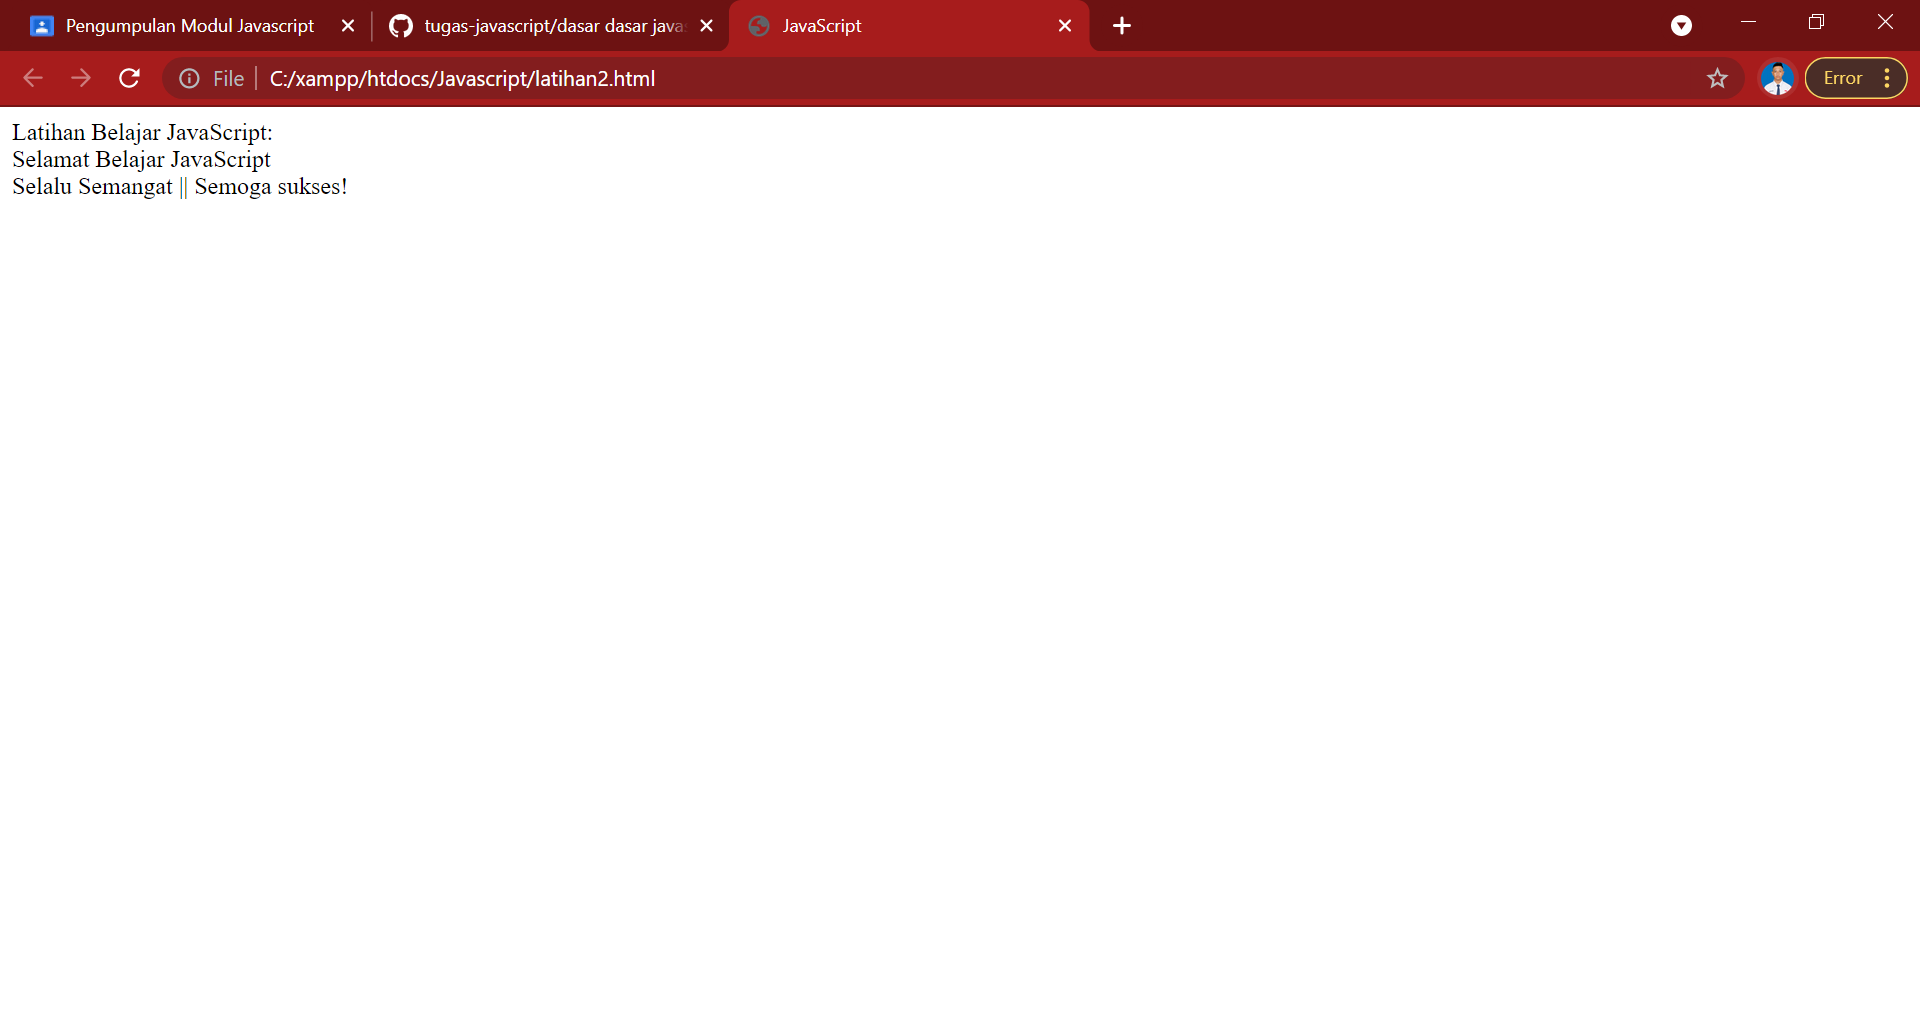 Pengumpulan Modul Javascript
tugas-javascript/dasar dasar java
JavaScript
File
C:/xampp/htdocs/Javascript/latihan2.html
Error
Latihan Belajar JavaScript:
Selamat Belajar JavaScript
Selalu Semangat || Semoga sukses!